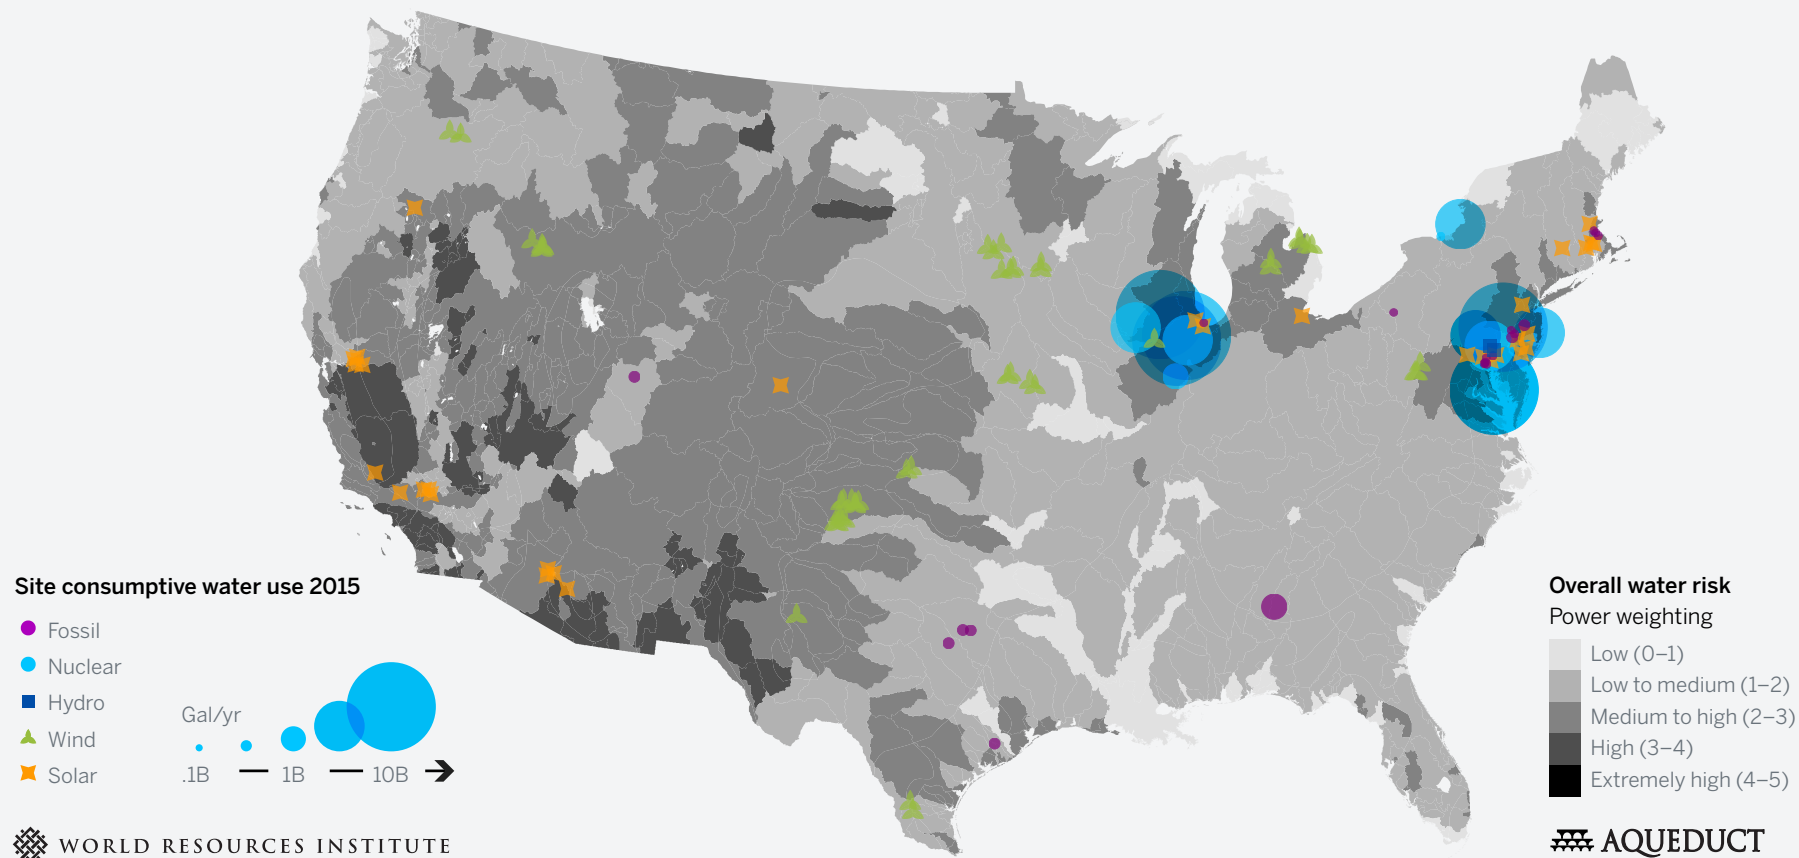 Site consumptive water use 2015
Fossil
Nuclear
Hydro
Wind
Solar
Gal/yr
.1B
1B
10B
WORLD RESOURCES INSTITUTE
Overall water risk
Power weighting
Low (0–1)
Low to medium (1–2)
Medium to high (2–3)
High (3–4)
Extremely high (4–5)
AQUEDUCT